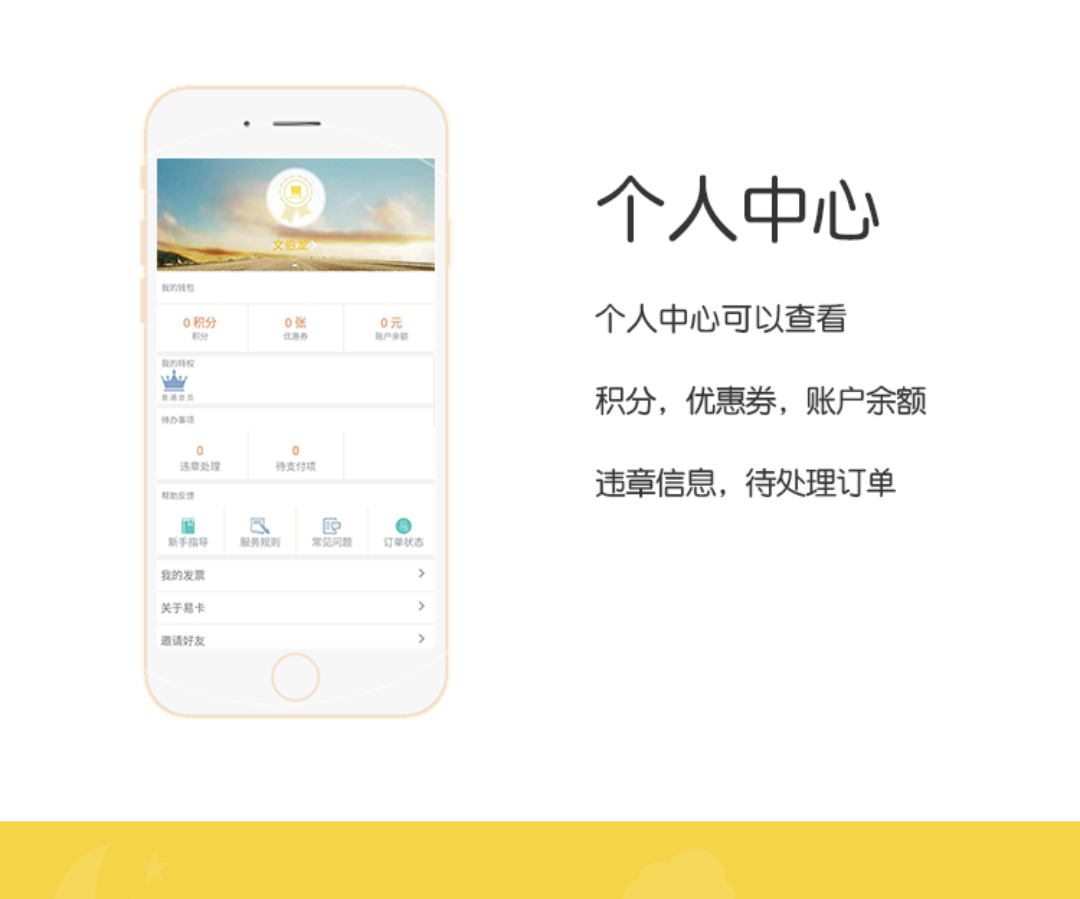 文伯龙
我的钱包
0 积分
0 张
0 元
积分
优惠券
账户余额
我的特权
普通会员
待办事项
0
0
违章处理
待支付项
帮助反馈
新手指导
服务规则
常见问题
订单状态
我的发票
关于易卡
邀请好友
个人中心
个人中心可以查看
积分，优惠券，账户余额
违章信息，待处理订单